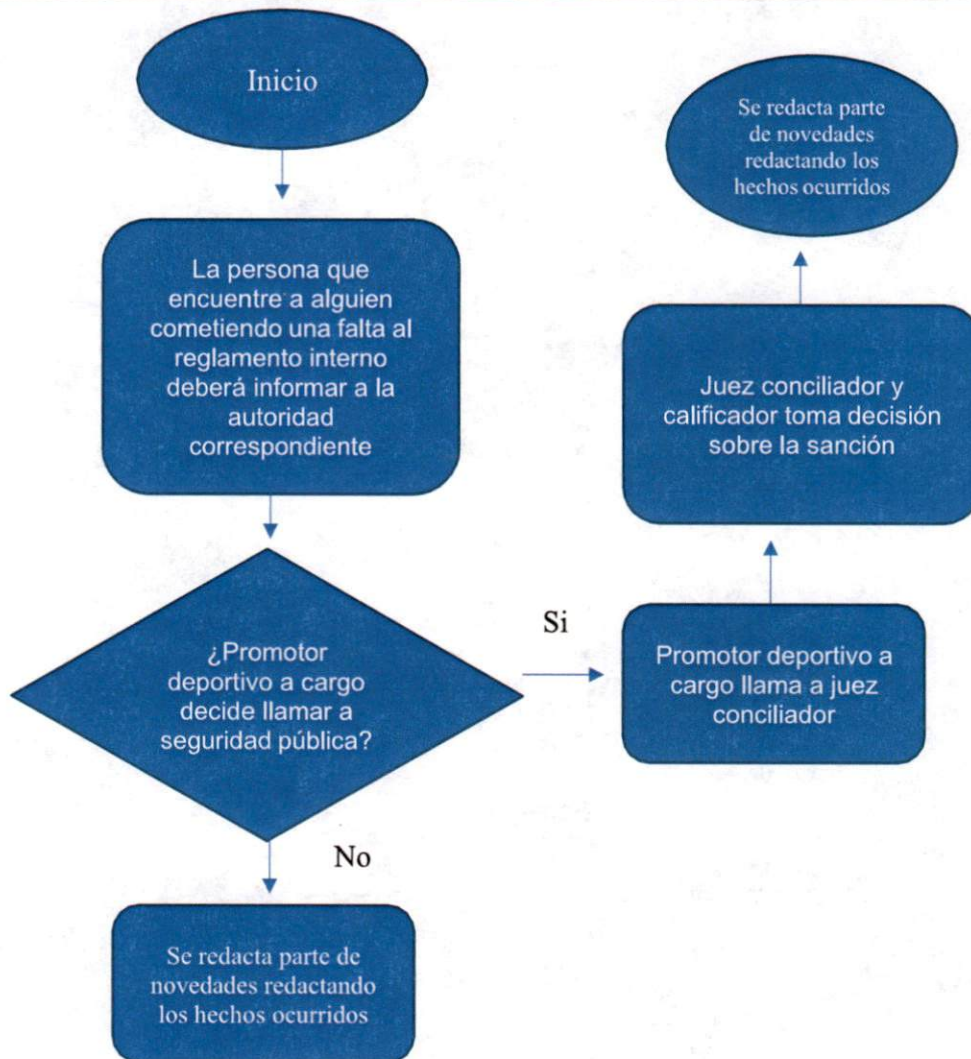 Inicio
La persona que
encuentre a alguien
cometiendo una falta al
reglamento interno
deberá informar a la
autoridad
correspondiente
¿Promotor
deportivo a cargo
decide llamar a
seguridad pública?
No
Se redacta parte de
novedades redactando
los hechos ocurridos
Si
Promotor deportivo a
cargo llama a juez
conciliador
Juez conciliador y
calificador toma decisión
sobre la sanción
Se redacta parte
de novedades
redactando los
hechos ocurridos